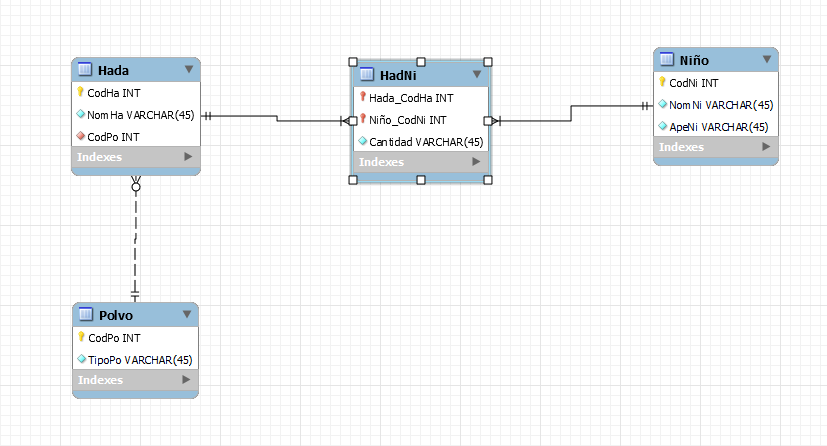 Hada
CodHa INT
NomHa VARCHAR(45)
CodPo INT
Indexes
HadNi
Hada_CodHa INT
Niño_CodNi INT
Cantidad VARCHAR(45)
Indexes
Niño
CodNi INT
NomNi VARCHAR(45)
ApeNi VARCHAR(45)
Indexes
Polvo
CodPo INT
TipoPo VARCHAR(45)
Indexes